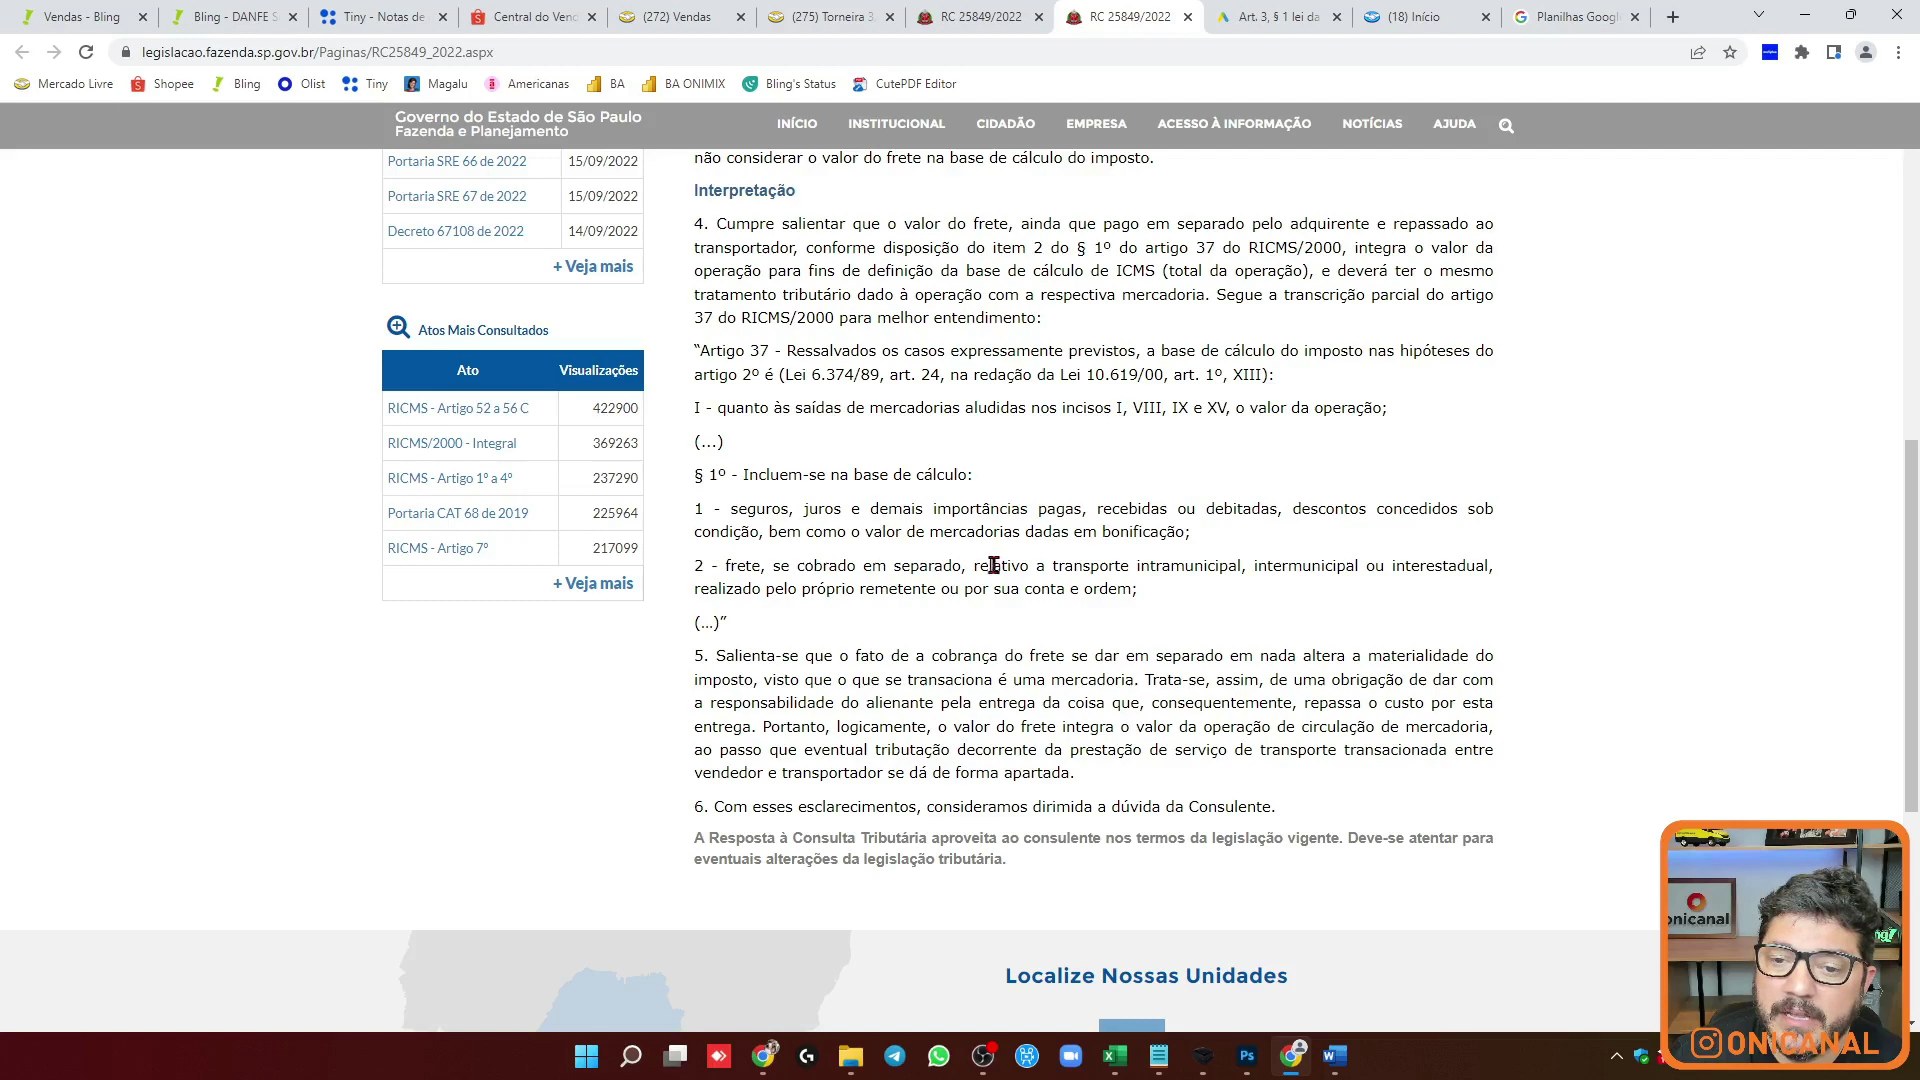 Vendas - Bling
Bling - DANFE S
Tiny - Notas de
Central do Vend
(272) Vendas
(275) Torneira 3.
RC 25849/2022
RC 25849/2022
Art. 3, § 1 lei da
(18) Início
Planilhas Googl
legislacao.fazenda.sp.gov.br/Paginas/RC25849_2022.aspx
Mercado Livre
Shopee
Bling
Olist
Tiny
Magalu
Americanas
BA
BA ONIMIX
Bling's Status
CutePDF Editor
Governo do Estado de São Paulo
Fazenda e Planejamento
INÍCIO
INSTITUCIONAL
CIDADÃO
EMPRESA
ACESSO À INFORMAÇÃO
NOTÍCIAS
AJUDA
Portaria SRE 66 de 2022 15/09/2022
Portaria SRE 67 de 2022 15/09/2022
Decreto 67108 de 2022 14/09/2022
+ Veja mais
Atos Mais Consultados
Ato Visualizações
RICMS - Artigo 52 a 56 C 422900
RICMS/2000 - Integral 369263
RICMS - Artigo 1º a 4º 237290
Portaria CAT 68 de 2019 225964
RICMS - Artigo 7º 217099
+ Veja mais
não considerar o valor do frete na base de cálculo do imposto.
Interpretação
4. Cumpre salientar que o valor do frete, ainda que pago em separado pelo adquirente e repassado ao
transportador, conforme disposição do item 2 do § 1º do artigo 37 do RICMS/2000, integra o valor da
operação para fins de definição da base de cálculo de ICMS (total da operação), e deverá ter o mesmo
tratamento tributário dado à operação com a respectiva mercadoria. Segue a transcrição parcial do artigo
37 do RICMS/2000 para melhor entendimento:
“Artigo 37 - Ressalvados os casos expressamente previstos, a base de cálculo do imposto nas hipóteses do
artigo 2º é (Lei 6.374/89, art. 24, na redação da Lei 10.619/00, art. 1º, XIII):
I - quanto às saídas de mercadorias aludidas nos incisos I, VIII, IX e XV, o valor da operação;
(...)
§ 1º - Incluem-se na base de cálculo:
1 - seguros, juros e demais importâncias pagas, recebidas ou debitadas, descontos concedidos sob
condição, bem como o valor de mercadorias dadas em bonificação;
2 - frete, se cobrado em separado, relativo a transporte intramunicipal, intermunicipal ou interestadual,
realizado pelo próprio remetente ou por sua conta e ordem;
(...)”
5. Salienta-se que o fato de a cobrança do frete se dar em separado em nada altera a materialidade do
imposto, visto que o que se transaciona é uma mercadoria. Trata-se, assim, de uma obrigação de dar com
a responsabilidade do alienante pela entrega da coisa que, consequentemente, repassa o custo por esta
entrega. Portanto, logicamente, o valor do frete integra o valor da operação de circulação de mercadoria,
ao passo que eventual tributação decorrente da prestação de serviço de transporte transacionada entre
vendedor e transportador se dá de forma apartada.
6. Com esses esclarecimentos, consideramos dirimida a dúvida da Consulente.
A Resposta à Consulta Tributária aproveita ao consulente nos termos da legislação vigente. Deve-se atentar para
eventuais alterações da legislação tributária.
Localize Nossas Unidades
onicanal
@ONICANAL